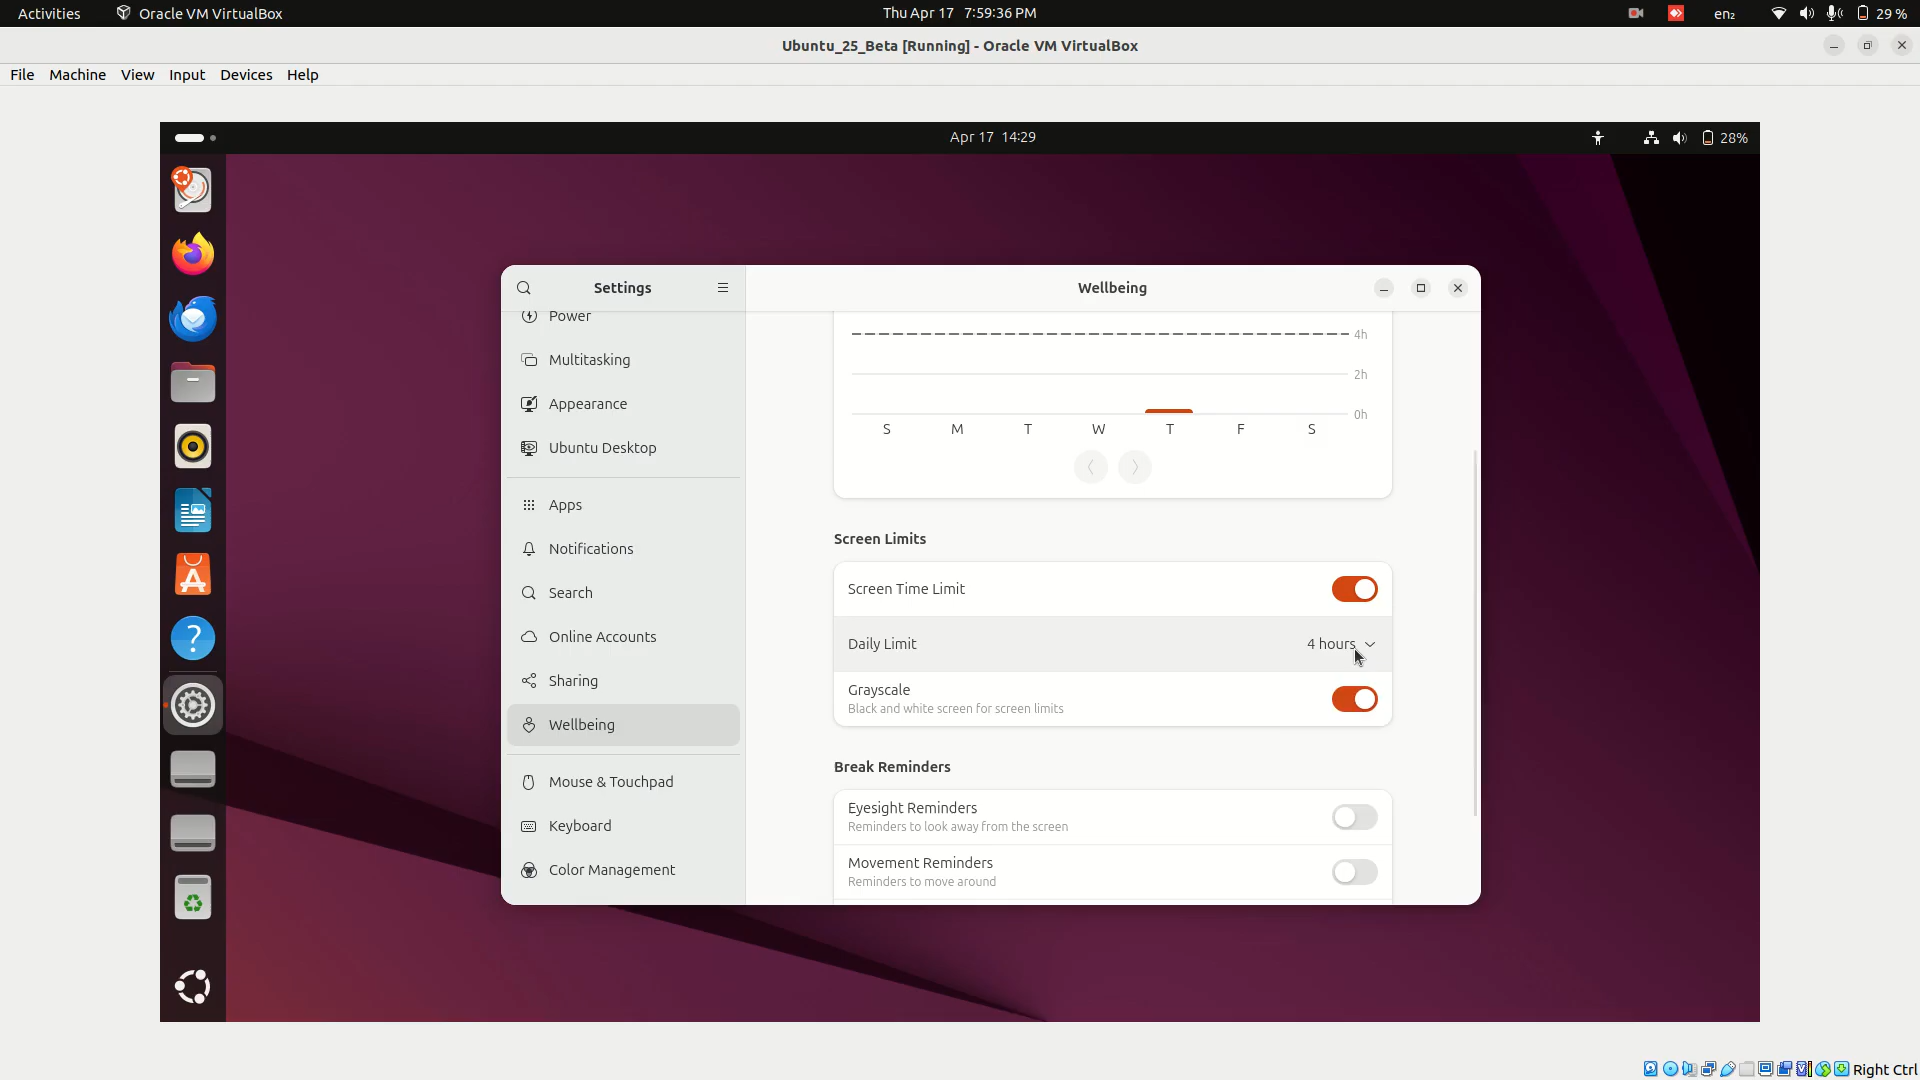 Activities Oracle VM VirtualBox Thu Apr 17 7:59:36 PM en₂ 29 %
Ubuntu_25_Beta [Running] - Oracle VM VirtualBox
File Machine View Input Devices Help
Apr 17 14:29 28%
Settings
Power
Multitasking
Appearance
Ubuntu Desktop
Apps
Notifications
Search
Online Accounts
Sharing
Wellbeing
Mouse & Touchpad
Keyboard
Color Management
Wellbeing
4h
2h
0h
S M T W T F S
Screen Limits
Screen Time Limit
Daily Limit 4 hours
Grayscale
Black and white screen for screen limits
Break Reminders
Eyesight Reminders
Reminders to look away from the screen
Movement Reminders
Reminders to move around
Right Ctrl